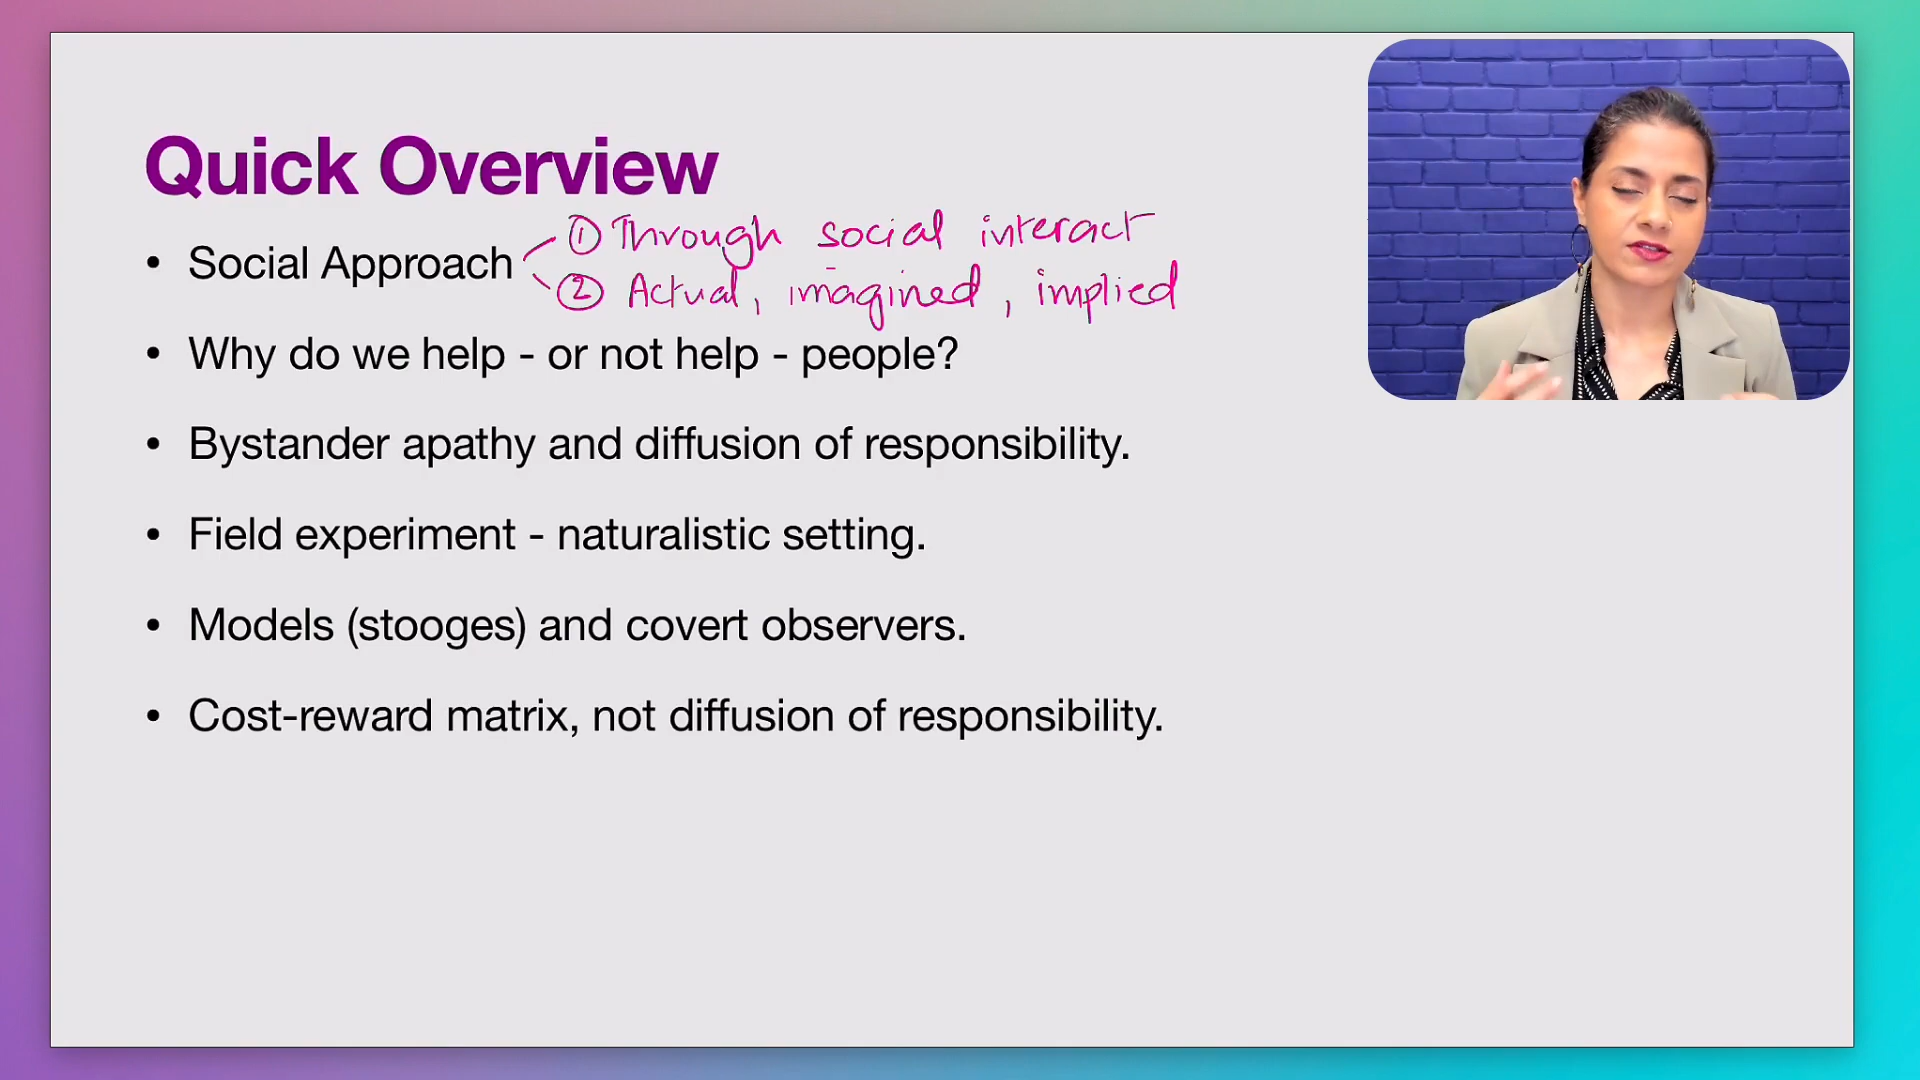 Quick Overview
① Through social interact
• Social Approach
② Actual, imagined, implied
• Why do we help - or not help - people?
• Bystander apathy and diffusion of responsibility.
• Field experiment - naturalistic setting.
• Models (stooges) and covert observers.
• Cost-reward matrix, not diffusion of responsibility.